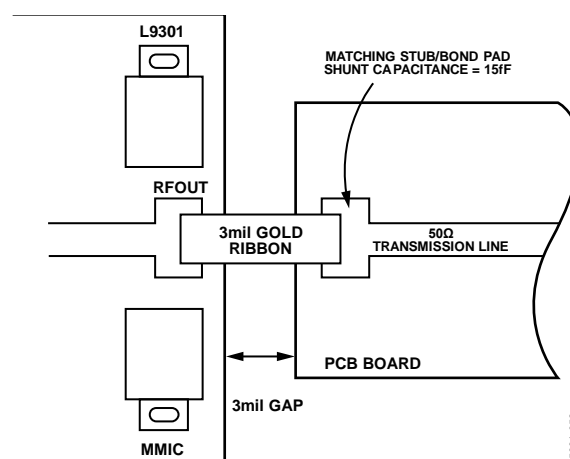 L9301
MATCHING STUB/BOND PAD
SHUNT CAPACITANCE = 15fF
RFOUT
3mil GOLD
RIBBON
50Ω
TRANSMISSION LINE
PCB BOARD
3mil GAP
MMIC